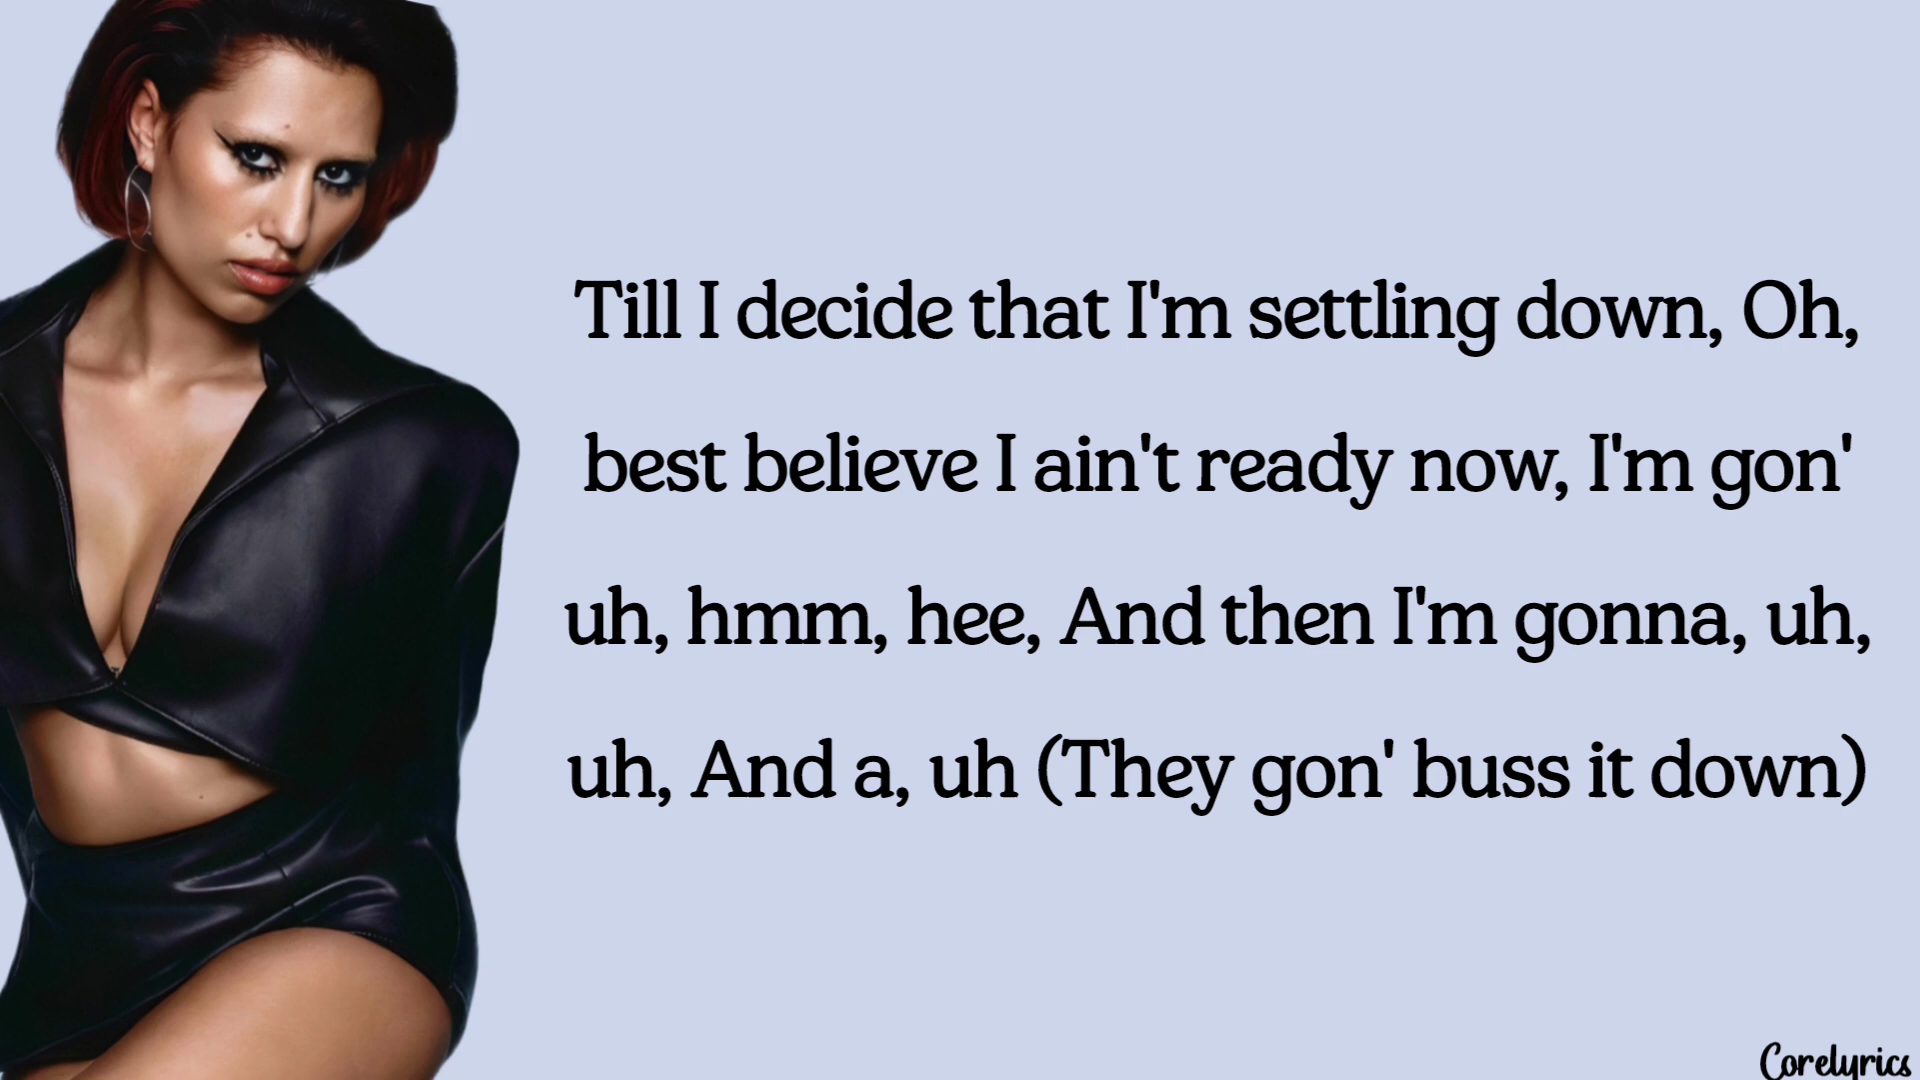 Till I decide that I'm settling down, Oh,
best believe I ain't ready now, I'm gon'
uh, hmm, hee, And then I'm gonna, uh,
uh, And a, uh (They gon' buss it down)
Corelyrics